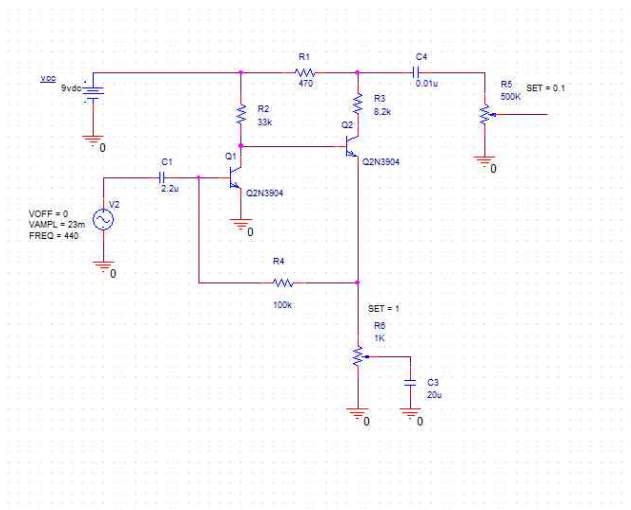 R1
470
C4
0.01u
R5
500K
SET = 0.1
vcc
9vdc
0
R2
33k
R3
8.2k
Q2
Q2N3904
0
C1
2.2u
Q1
Q2N3904
0
V2
VOFF = 0
VAMPL = 23m
FREQ = 440
0
R4
100k
SET = 1
R6
1K
C3
20u
0
0